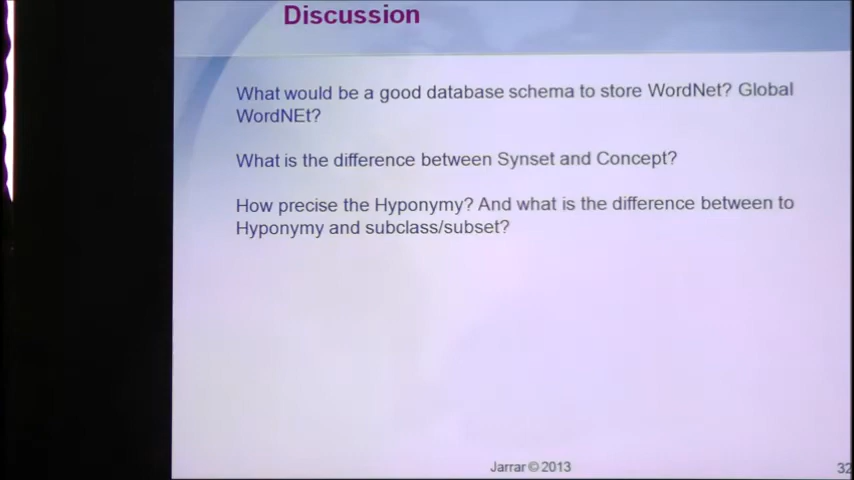 Discussion
What would be a good database schema to store WordNet? Global
WordNEt?
What is the difference between Synset and Concept?
How precise the Hyponymy? And what is the difference between to
Hyponymy and subclass/subset?
Jarrar © 2013
32